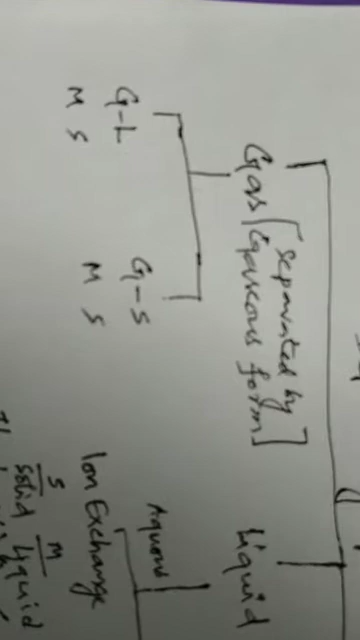 Gas [separated by
(gaseous form]
G-L
M S
G-S
M S
Liquid
Aquous
Ion Exchange
S M
solid Liquid